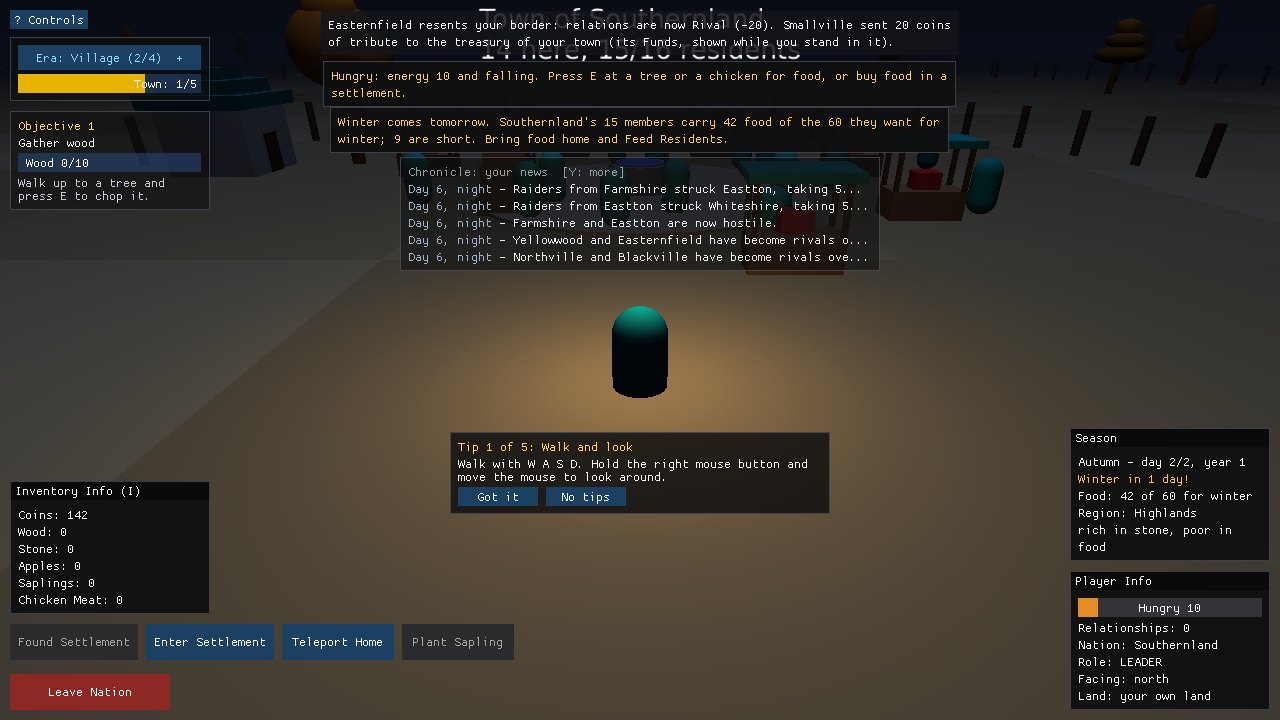 ? Controls
Town of Southernland
14 here, 15/16 residents
Easternfield resents your border: relations are now Rival (-20). Smallville sent 20 coins
of tribute to the treasury of your town (its Funds, shown while you stand in it).
Era: Village (2/4) +
Town: 1/5
Hungry: energy 10 and falling. Press E at a tree or a chicken for food, or buy food in a
settlement.
Winter comes tomorrow. Southernland's 15 members carry 42 food of the 60 they want for
winter; 9 are short. Bring food home and Feed Residents.
Objective 1
Gather wood
Wood 0/10
Walk up to a tree and
press E to chop it.
Chronicle: your news [Y: more]
Day 6, night - Raiders from Farmshire struck Eastton, taking 5...
Day 6, night - Raiders from Eastton struck Whiteshire, taking 5...
Day 6, night - Farmshire and Eastton are now hostile.
Day 6, night - Yellowwood and Easternfield have become rivals o...
Day 6, night - Northville and Blackville have become rivals ove...
Tip 1 of 5: Walk and look
Walk with W A S D. Hold the right mouse button and
move the mouse to look around.
Got it
No tips
Season
Autumn - day 2/2, year 1
Winter in 1 day!
Food: 42 of 60 for winter
Region: Highlands
rich in stone, poor in
food
Inventory Info (I)
Coins: 142
Wood: 0
Stone: 0
Apples: 0
Saplings: 0
Chicken Meat: 0
Player Info
Hungry 10
Relationships: 0
Nation: Southernland
Role: LEADER
Facing: north
Land: your own land
Found Settlement
Enter Settlement
Teleport Home
Plant Sapling
Leave Nation